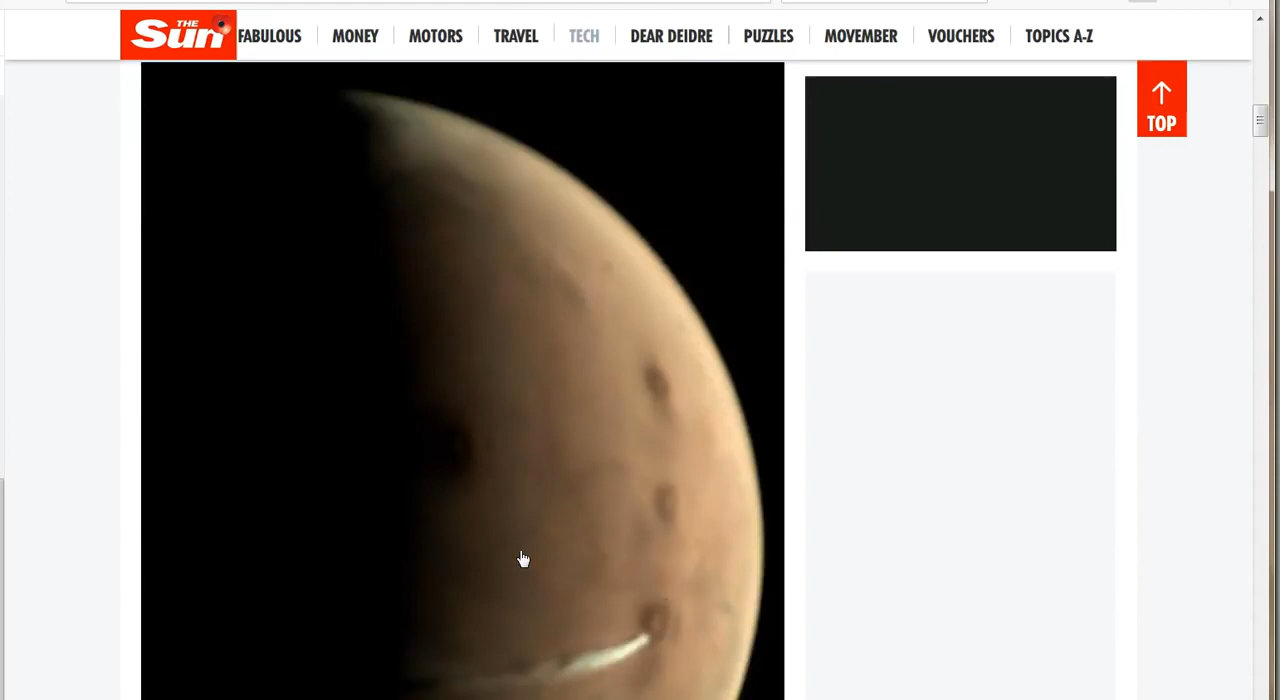 THE
Sun
FABULOUS MONEY MOTORS TRAVEL TECH DEAR DEIDRE PUZZLES MOVEMBER VOUCHERS TOPICS A-Z
TOP